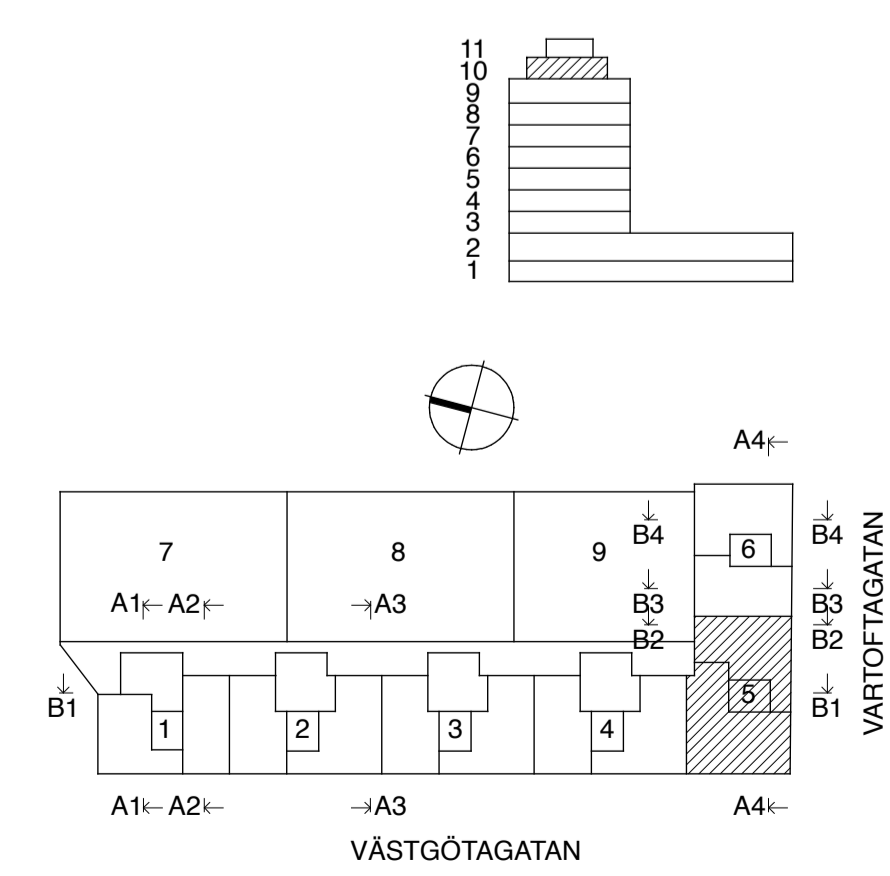 11
10
9
8
7
6
5
4
3
2
1
A4
B4 B4
7 8 9 6
A1 A2 A3 B3 B3
B2 B2
VARTOFTAGATAN
B1 5 B1
1 2 3 4
A1 A2 A3 A4
VÄSTGÖTAGATAN